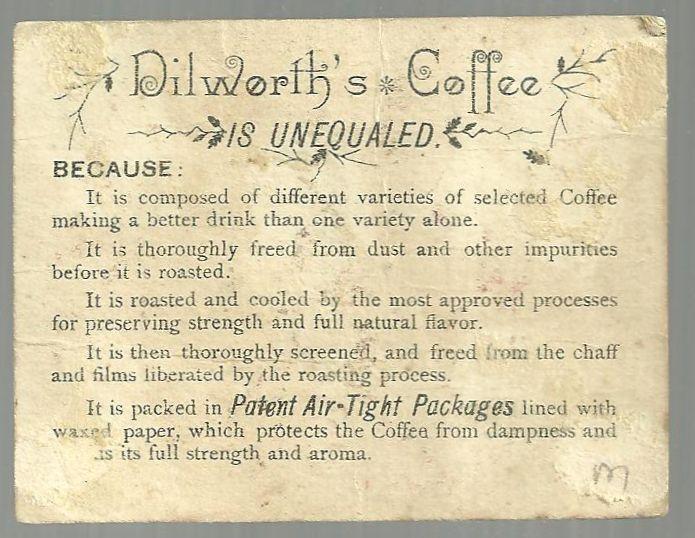 Dilworth's * Coffee
IS UNEQUALED.
BECAUSE:
It is composed of different varieties of selected Coffee
making a better drink than one variety alone.
It is thoroughly freed from dust and other impurities
before it is roasted.
It is roasted and cooled by the most approved processes
for preserving strength and full natural flavor.
It is then thoroughly screened, and freed from the chaff
and films liberated by the roasting process.
It is packed in Patent Air-Tight Packages lined with
waxed paper, which protects the Coffee from dampness and
its full strength and aroma.
m